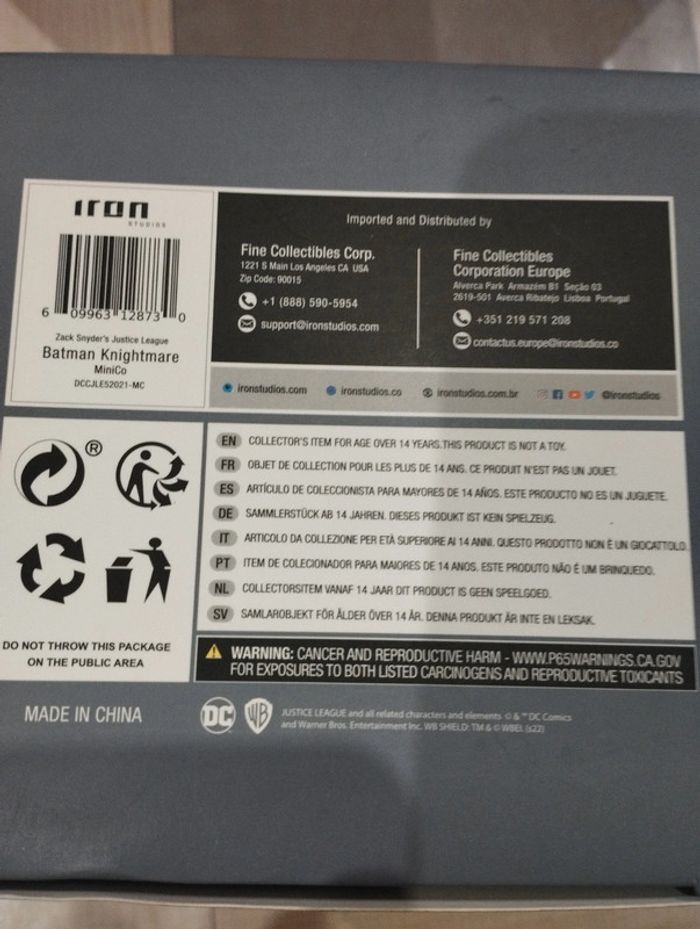 IRON
STUDIOS
6 09963 12873 0
Zack Snyder's Justice League
Batman Knightmare
MiniCo
DCCJLE52021-MC
Imported and Distributed by
Fine Collectibles Corp.
1221 S Main Los Angeles CA USA
Zip Code: 90015
+1 (888) 590-5954
support@ironstudios.com
Fine Collectibles
Corporation Europe
Alverca Park Armazém B1 Seção 03
2619-501 Averca Ribatejo Lisboa Portugal
+351 219 571 208
contactus.europe@ironstudios.co
ironstudios.com
ironstudios.co
ironstudios.com.br
@ironstudios
®
EN COLLECTOR'S ITEM FOR AGE OVER 14 YEARS.THIS PRODUCT IS NOT A TOY.
FR OBJET DE COLLECTION POUR LES PLUS DE 14 ANS. CE PRODUIT N'EST PAS UN JOUET.
ES ARTÍCULO DE COLECCIONISTA PARA MAYORES DE 14 AÑOS. ESTE PRODUCTO NO ES UN JUGUETE.
DE SAMMLERSTÜCK AB 14 JAHREN. DIESES PRODUKT IST KEIN SPIELZEUG.
IT ARTICOLO DA COLLEZIONE PER ETÀ SUPERIORE AI 14 ANNI. QUESTO PRODOTTO NON È UN GIOCATTOLO.
PT ITEM DE COLECIONADOR PARA MAIORES DE 14 ANOS. ESTE PRODUTO NÃO É UM BRINQUEDO.
NL COLLECTORSITEM VANAF 14 JAAR DIT PRODUCT IS GEEN SPEELGOED.
SV SAMLAROBJEKT FÖR ÅLDER ÖVER 14 ÅR. DENNA PRODUKT ÄR INTE EN LEKSAK.
DO NOT THROW THIS PACKAGE
ON THE PUBLIC AREA
WARNING: CANCER AND REPRODUCTIVE HARM - WWW.P65WARNINGS.CA.GOV
FOR EXPOSURES TO BOTH LISTED CARCINOGENS AND REPRODUCTIVE TOXICANTS
MADE IN CHINA
DC
WB
JUSTICE LEAGUE and all related characters and elements © & ™ DC Comics
and Warner Bros. Entertainment Inc. WB SHIELD: TM & © WBEI. (s22)